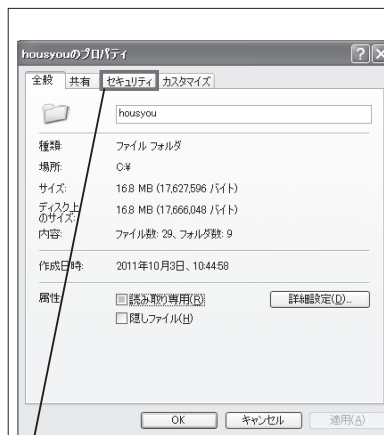 housyouのプロパティ
全般 共有 セキュリティ カスタマイズ
housyou
種類: ファイル フォルダ
場所: C:¥
サイズ: 16.8 MB (17,627,596 バイト)
ディスク上
のサイズ: 16.8 MB (17,666,048 バイト)
内容: ファイル数: 29、フォルダ数: 9
作成日時: 2011年10月3日、10:44:58
属性: 読み取り専用(R) 詳細設定(D)...
隠しファイル(H)
OK キャンセル 適用(A)